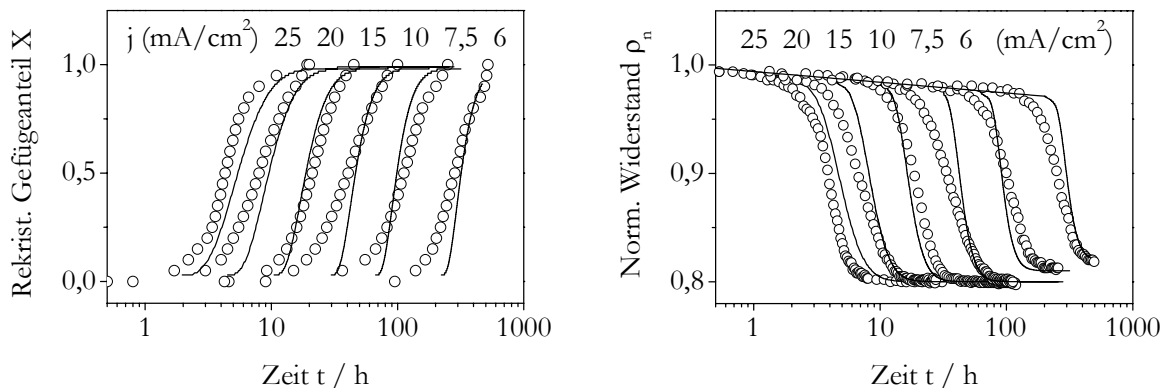 j (mA/cm²) 25 20 15 10 7,5 6
1,0
0,5
0,0
Rekrist. Gefügeanteil X
1 10 100 1000
Zeit t / h
25 20 15 10 7,5 6 (mA/cm²)
1,0
0,9
0,8
Norm. Widerstand ρₙ
1 10 100 1000
Zeit t / h